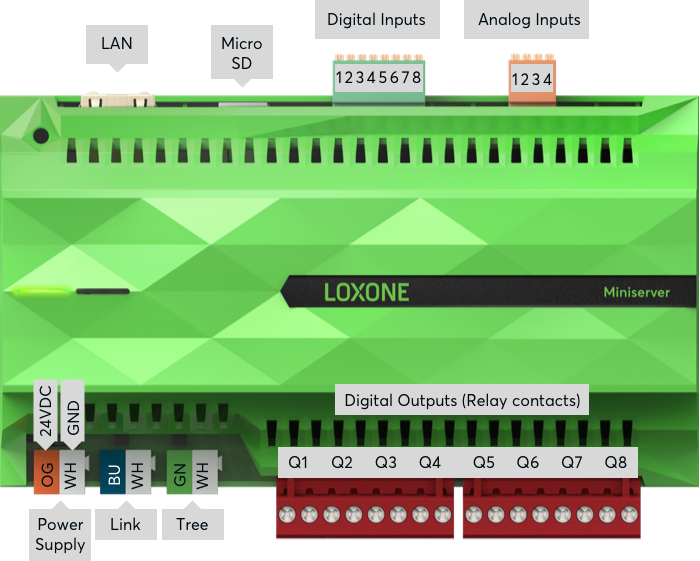 Digital Inputs
Analog Inputs
LAN
Micro
SD
12345678
1234
LOXONE
Miniserver
24VDC
GND
Digital Outputs (Relay contacts)
OG
WH
BU
WH
GN
WH
Q1 Q2 Q3 Q4 Q5 Q6 Q7 Q8
Power
Supply
Link
Tree